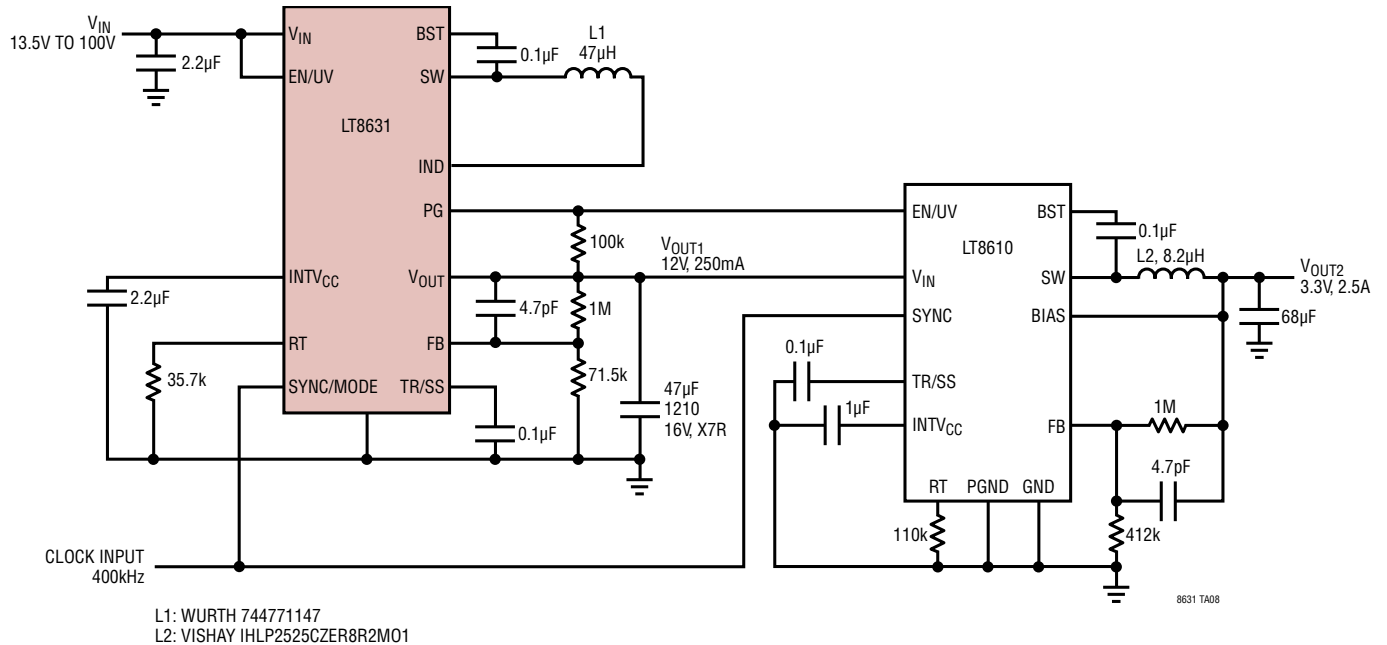 VIN
13.5V TO 100V
2.2µF
VIN
EN/UV
LT8631
BST
SW
IND
PG
0.1µF
L1
47µH
100k
VOUT1
12V, 250mA
INTVCC
2.2µF
RT
35.7k
SYNC/MODE
VOUT
FB
TR/SS
4.7pF
1M
71.5k
0.1µF
47µF
1210
16V, X7R
CLOCK INPUT
400kHz
EN/UV
LT8610
VIN
SYNC
TR/SS
INTVCC
0.1µF
1µF
BST
SW
BIAS
FB
RT
PGND
GND
0.1µF
L2, 8.2µH
VOUT2
3.3V, 2.5A
68µF
1M
4.7pF
412k
110k
8631 TA08
L1: WURTH 744771147
L2: VISHAY IHLP2525CZER8R2MO1